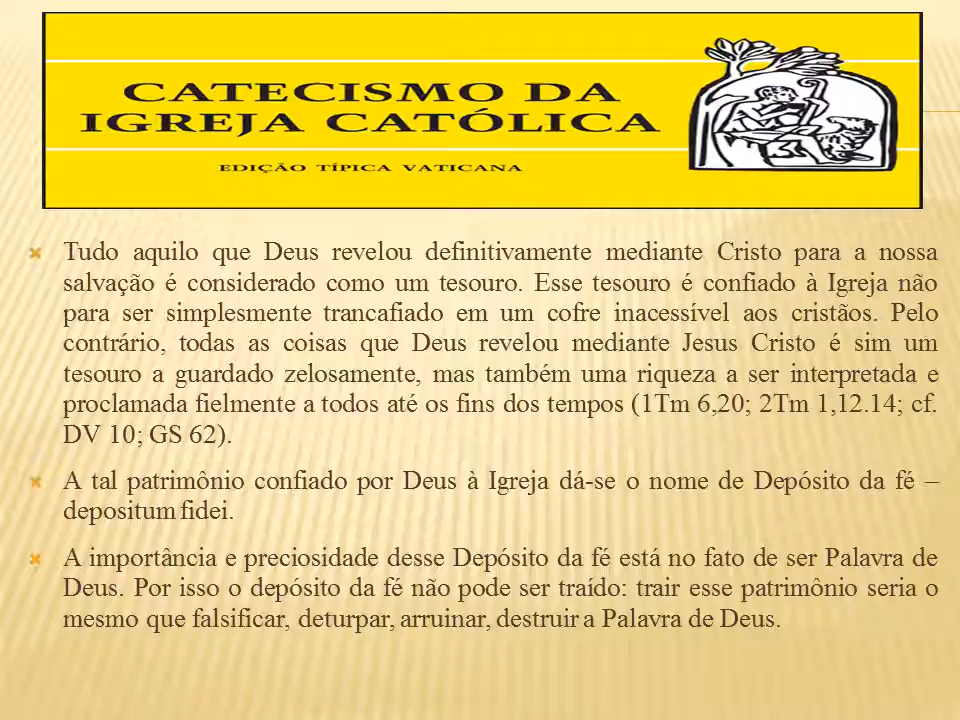 CATECISMO DA
IGREJA CATÓLICA
EDIÇÃO TÍPICA VATICANA
Tudo aquilo que Deus revelou definitivamente mediante Cristo para a nossa
salvação é considerado como um tesouro. Esse tesouro é confiado à Igreja não
para ser simplesmente trancafiado em um cofre inacessível aos cristãos. Pelo
contrário, todas as coisas que Deus revelou mediante Jesus Cristo é sim um
tesouro a guardado zelosamente, mas também uma riqueza a ser interpretada e
proclamada fielmente a todos até os fins dos tempos (1Tm 6,20; 2Tm 1,12.14; cf.
DV 10; GS 62).
A tal patrimônio confiado por Deus à Igreja dá-se o nome de Depósito da fé –
depositum fidei.
A importância e preciosidade desse Depósito da fé está no fato de ser Palavra de
Deus. Por isso o depósito da fé não pode ser traído: trair esse patrimônio seria o
mesmo que falsificar, deturpar, arruinar, destruir a Palavra de Deus.